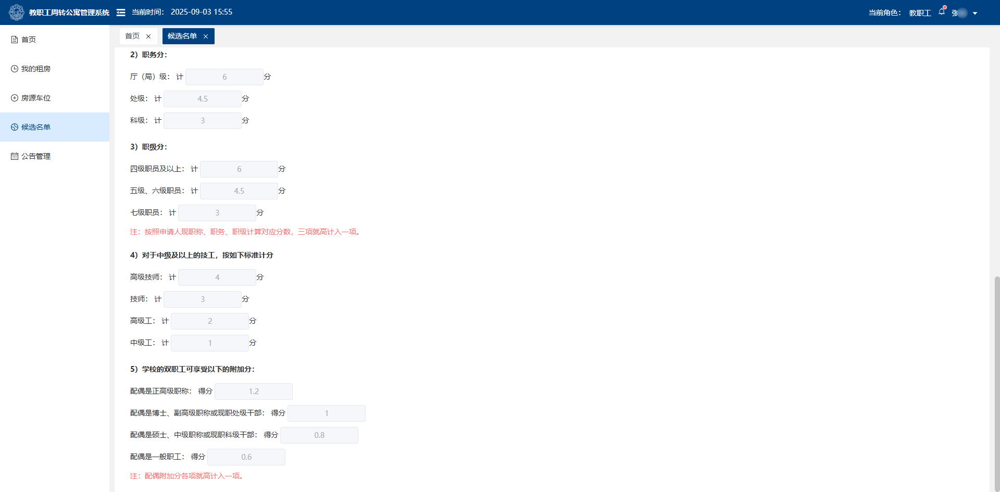 教职工周转公寓管理系统 当前时间： 2025-09-03 15:55 当前角色： 教职工 张
首页
我的租房
房源车位
候选名单
公告管理
首页 候选名单
2）职务分：
厅（局）级： 计 6 分
处级： 计 4.5 分
科级： 计 3 分
3）职级分：
四级职员及以上： 计 6 分
五级、六级职员： 计 4.5 分
七级职员： 计 3 分
注：按照申请人现职称、职务、职级计算对应分数，三项就高计入一项。
4）对于中级及以上的技工，按如下标准计分
高级技师： 计 4 分
技师： 计 3 分
高级工： 计 2 分
中级工： 计 1 分
5）学校的双职工可享受以下的附加分：
配偶是正高级职称： 得分 1.2
配偶是博士、副高级职称或现职处级干部： 得分 1
配偶是硕士、中级职称或现职科级干部： 得分 0.8
配偶是一般职工： 得分 0.6
注：配偶附加分各项就高计入一项。